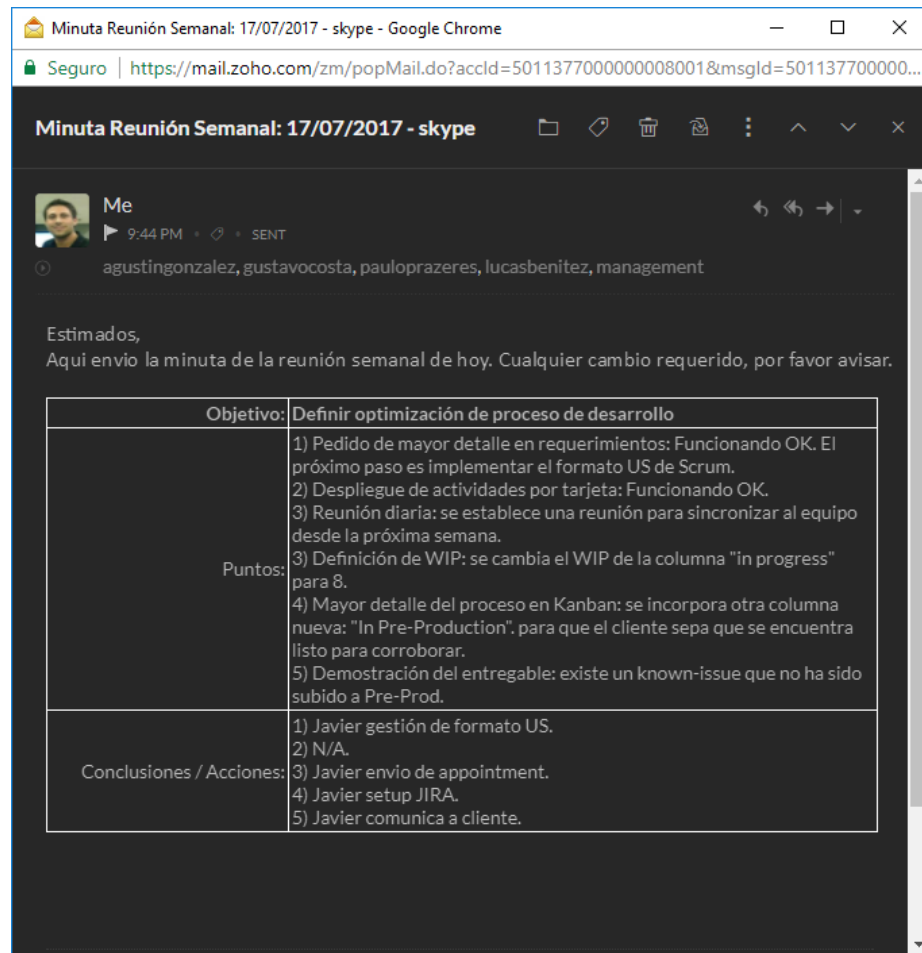 Minuta Reunión Semanal: 17/07/2017 - skype - Google Chrome
Seguro | https://mail.zoho.com/zm/popMail.do?accId=5011377000000008001&msgId=501137700000...
Minuta Reunión Semanal: 17/07/2017 - skype
Me
9:44 PM • SENT
agustingonzalez, gustavocosta, pauloprazeres, lucasbenitez, management
Estimados,
Aqui envio la minuta de la reunión semanal de hoy. Cualquier cambio requerido, por favor avisar.
Objetivo: Definir optimización de proceso de desarrollo
Puntos:
1) Pedido de mayor detalle en requerimientos: Funcionando OK. El
próximo paso es implementar el formato US de Scrum.
2) Despliegue de actividades por tarjeta: Funcionando OK.
3) Reunión diaria: se establece una reunión para sincronizar al equipo
desde la próxima semana.
3) Definición de WIP: se cambia el WIP de la columna "in progress"
para 8.
4) Mayor detalle del proceso en Kanban: se incorpora otra columna
nueva: "In Pre-Production". para que el cliente sepa que se encuentra
listo para corroborar.
5) Demostración del entregable: existe un known-issue que no ha sido
subido a Pre-Prod.
Conclusiones / Acciones:
1) Javier gestión de formato US.
2) N/A.
3) Javier envio de appointment.
4) Javier setup JIRA.
5) Javier comunica a cliente.